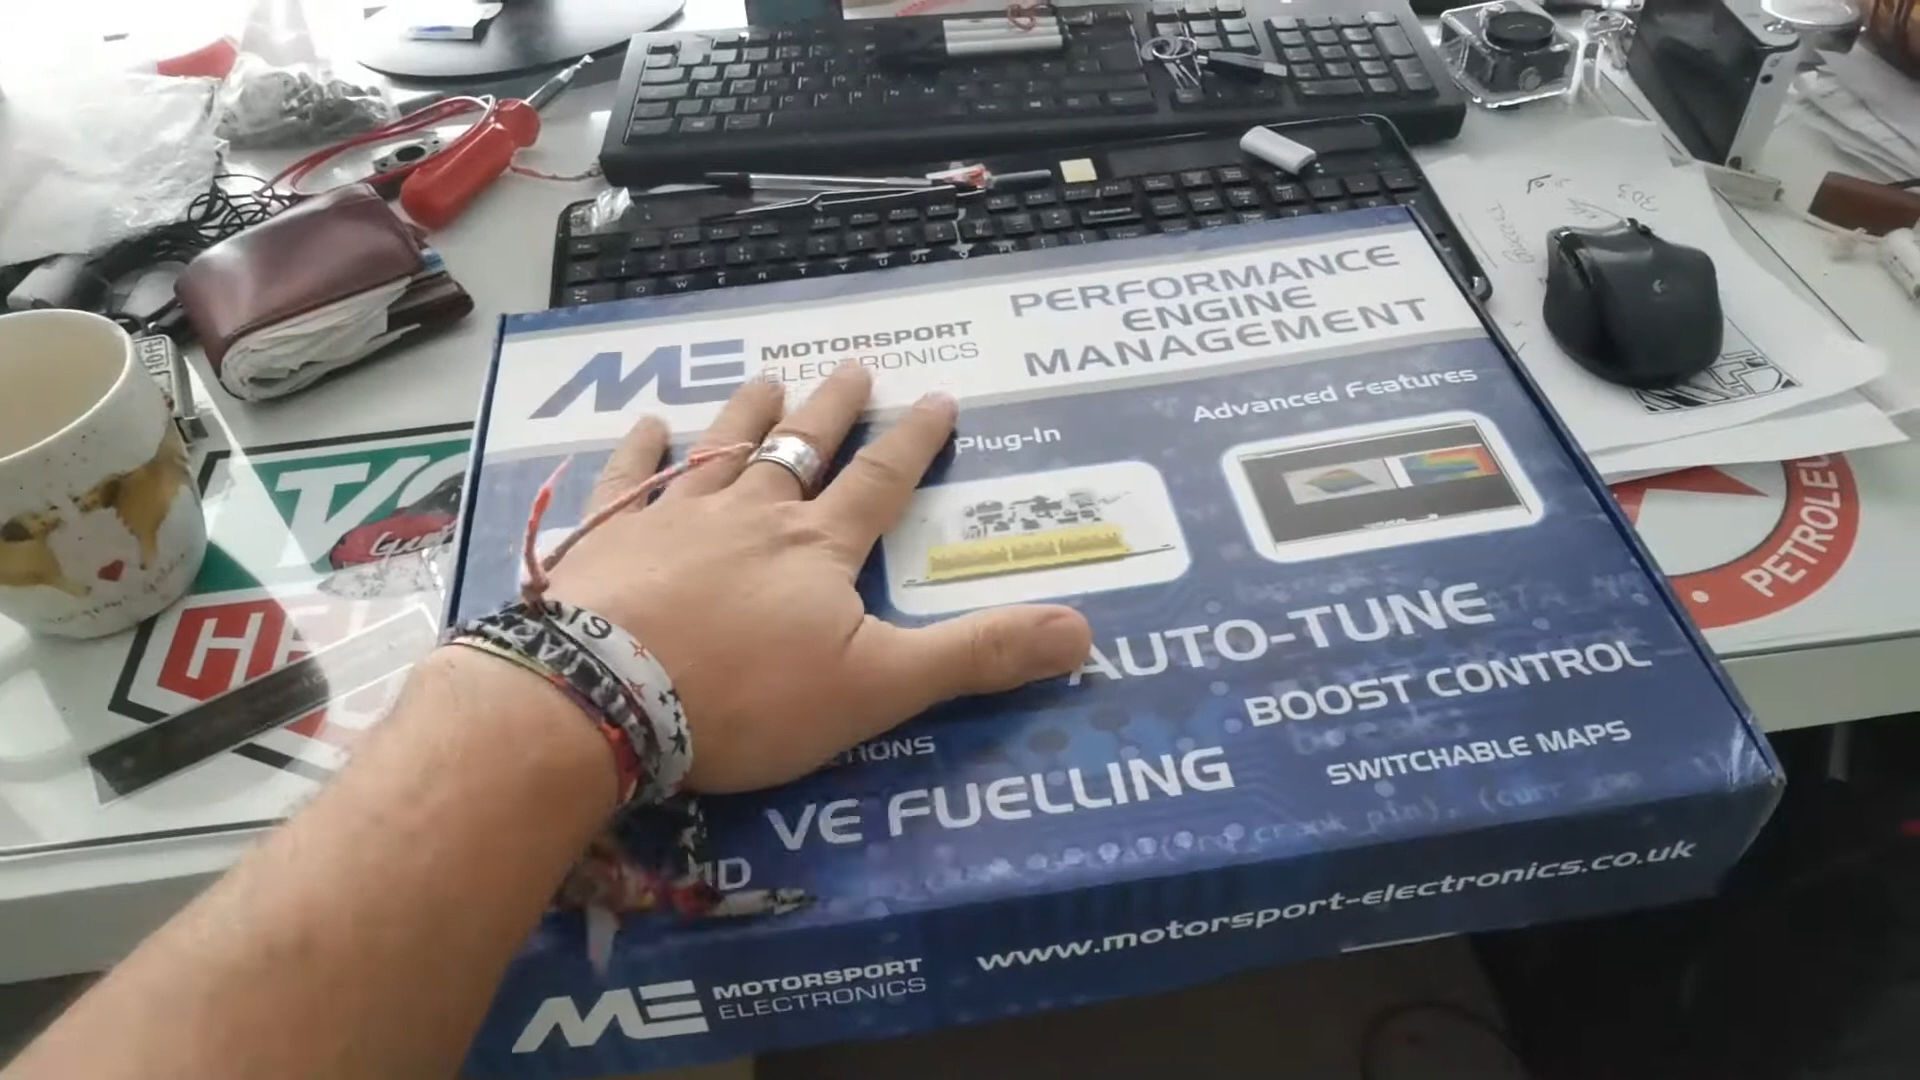 ME MOTORSPORT
ELECTRONICS
PERFORMANCE
ENGINE
MANAGEMENT
Plug-In
Advanced Features
AUTO-TUNE
BOOST CONTROL
VE FUELLING
SWITCHABLE MAPS
www.motorsport-electronics.co.uk
ME MOTORSPORT
ELECTRONICS
PETROLEU
Q W E R T Y U